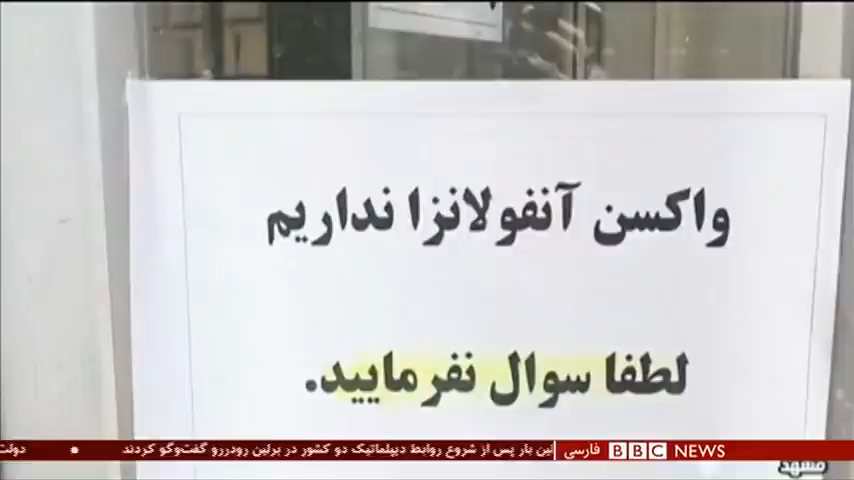 واکسن آنفولانزا نداریم
لطفا سوال نفرمایید.
BBC NEWS فارسی
ین بار پس از شروع روابط دیپلماتیک دو کشور در برلین رودررو گفت‌وگو کردند • دولت
مشهد